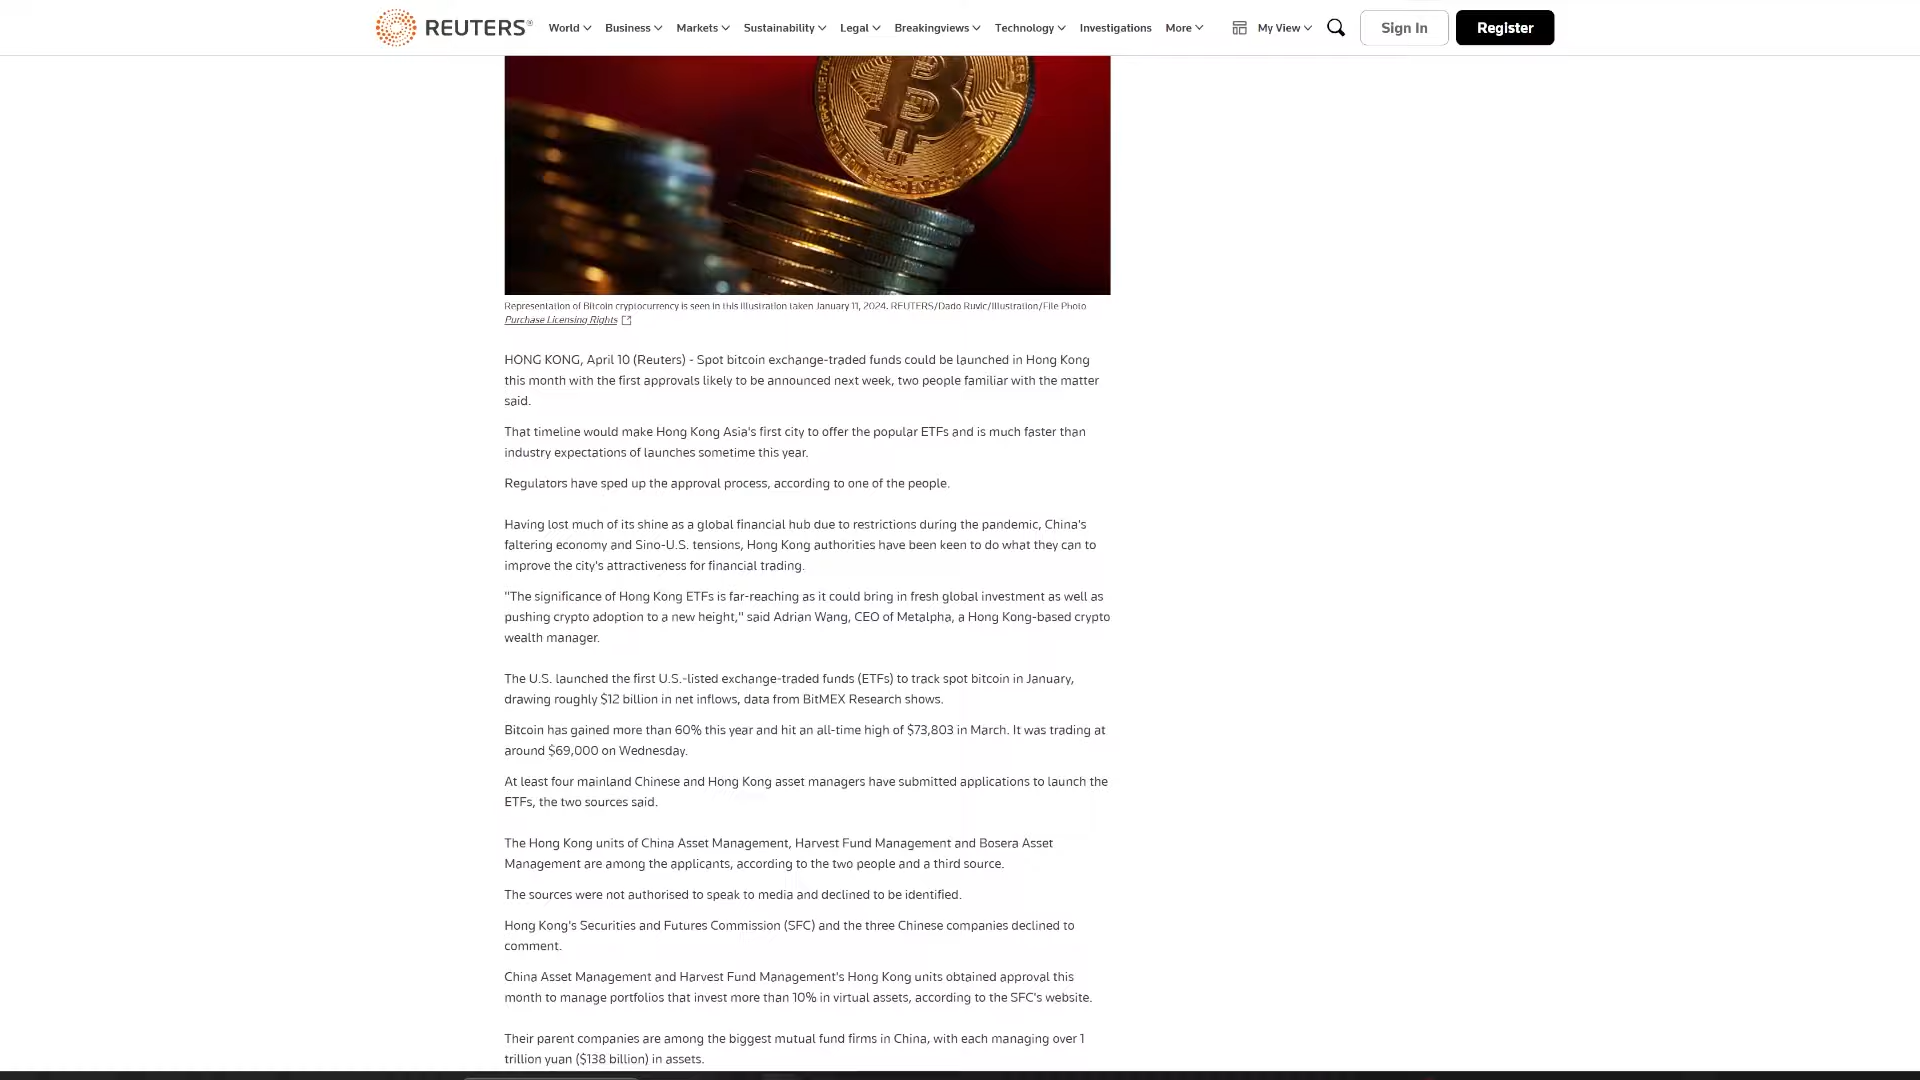 REUTERS®
World Business Markets Sustainability Legal Breakingviews Technology Investigations More My View Sign In Register
Representation of Bitcoin cryptocurrency is seen in this illustration taken January 11, 2024. REUTERS/Dado Ruvic/Illustration/File Photo
Purchase Licensing Rights
HONG KONG, April 10 (Reuters) - Spot bitcoin exchange-traded funds could be launched in Hong Kong
this month with the first approvals likely to be announced next week, two people familiar with the matter
said.
That timeline would make Hong Kong Asia's first city to offer the popular ETFs and is much faster than
industry expectations of launches sometime this year.
Regulators have sped up the approval process, according to one of the people.
Having lost much of its shine as a global financial hub due to restrictions during the pandemic, China's
faltering economy and Sino-U.S. tensions, Hong Kong authorities have been keen to do what they can to
improve the city's attractiveness for financial trading.
"The significance of Hong Kong ETFs is far-reaching as it could bring in fresh global investment as well as
pushing crypto adoption to a new height," said Adrian Wang, CEO of Metalpha, a Hong Kong-based crypto
wealth manager.
The U.S. launched the first U.S.-listed exchange-traded funds (ETFs) to track spot bitcoin in January,
drawing roughly $12 billion in net inflows, data from BitMEX Research shows.
Bitcoin has gained more than 60% this year and hit an all-time high of $73,803 in March. It was trading at
around $69,000 on Wednesday.
At least four mainland Chinese and Hong Kong asset managers have submitted applications to launch the
ETFs, the two sources said.
The Hong Kong units of China Asset Management, Harvest Fund Management and Bosera Asset
Management are among the applicants, according to the two people and a third source.
The sources were not authorised to speak to media and declined to be identified.
Hong Kong's Securities and Futures Commission (SFC) and the three Chinese companies declined to
comment.
China Asset Management and Harvest Fund Management's Hong Kong units obtained approval this
month to manage portfolios that invest more than 10% in virtual assets, according to the SFC's website.
Their parent companies are among the biggest mutual fund firms in China, with each managing over 1
trillion yuan ($138 billion) in assets.